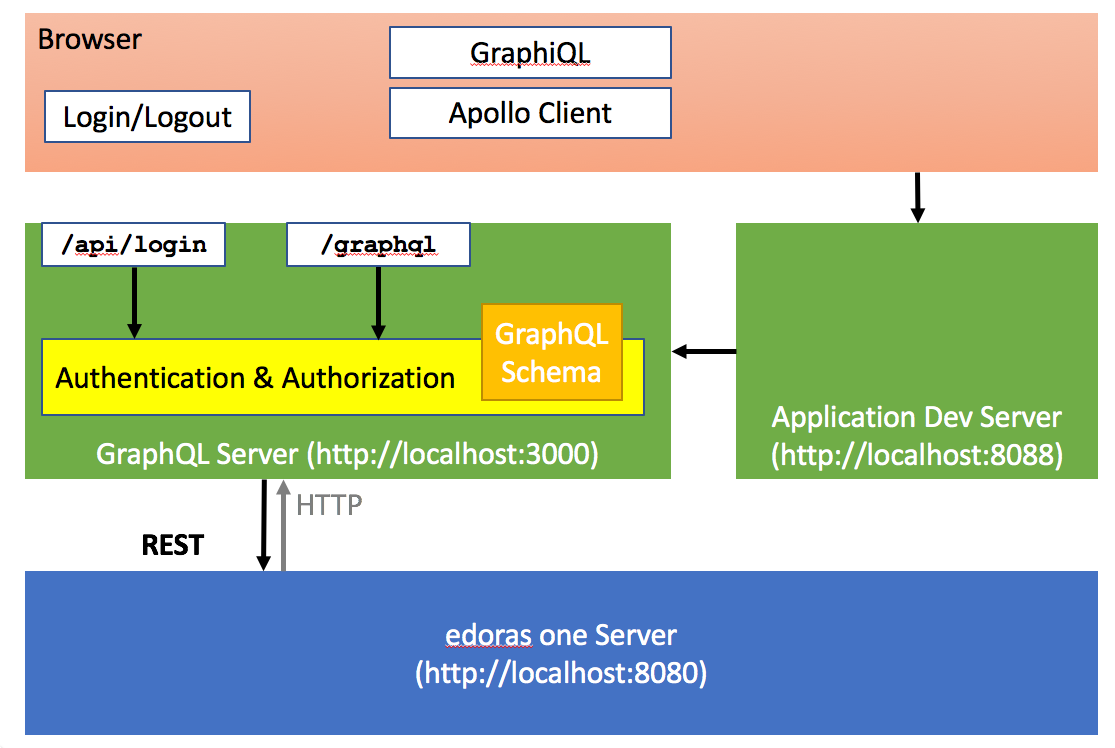 Browser
GraphiQL
Login/Logout
Apollo Client
/api/login
/graphql
GraphQL
Schema
Authentication & Authorization
GraphQL Server (http://localhost:3000)
Application Dev Server
(http://localhost:8088)
HTTP
REST
edoras one Server
(http://localhost:8080)